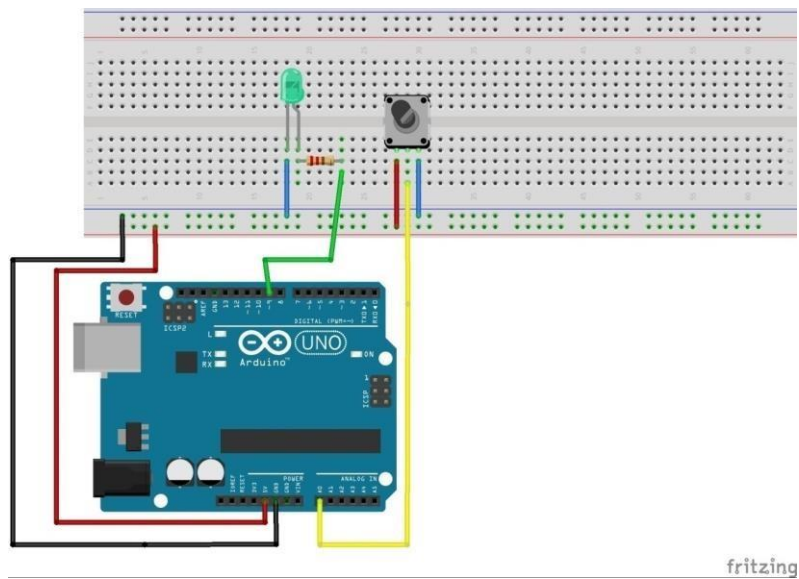 RESET
ICSP2
AREF
GND
13
12
~11
~10
~9
8
7
~6
~5
4
~3
2
TX▸1
RX◂0
DIGITAL (PWM~)
L
TX
RX
Arduino™
UNO
ON
ICSP
1
POWER
ANALOG IN
IOREF
RESET
3V3
5V
GND
GND
VIN
A0
A1
A2
A3
A4
A5
fritzing